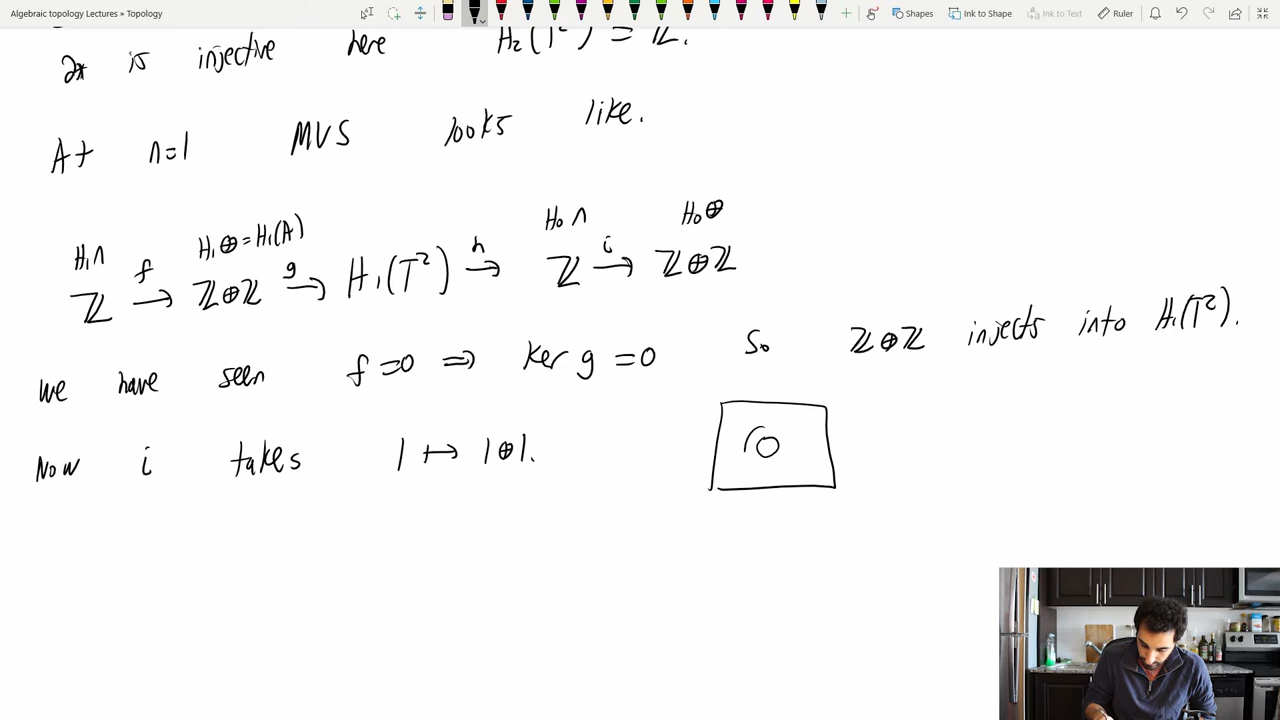 Algebraic topology Lectures » Topology
Shapes Ink to Shape Ink to Text Ruler
∂* is injective here H₂(T²) = ℤ.
At n=1 MVS looks like.
H₁∩ H₁⊕=H₁(A) H₀∩ H₀⊕
ℤ →f ℤ⊕ℤ →g H₁(T²) →h ℤ →i ℤ⊕ℤ
We have seen f=0 ⇒ ker g =0 So ℤ⊕ℤ injects into H₁(T²).
Now i takes 1 ↦ 1⊕1.